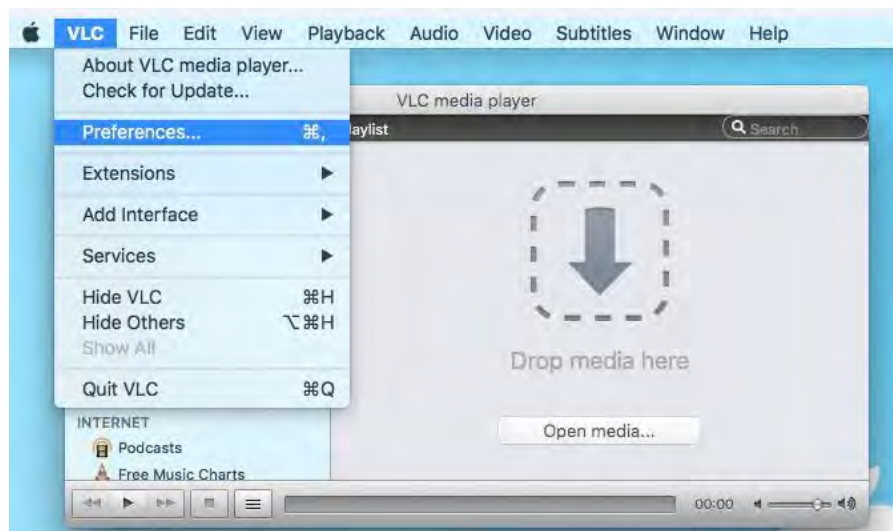 VLC File Edit View Playback Audio Video Subtitles Window Help
About VLC media player...
Check for Update...
Preferences... ⌘,
Extensions
Add Interface
Services
Hide VLC ⌘H
Hide Others ⌥⌘H
Show All
Quit VLC ⌘Q
VLC media player
aylist
Search
Drop media here
Open media...
INTERNET
Podcasts
Free Music Charts
00:00